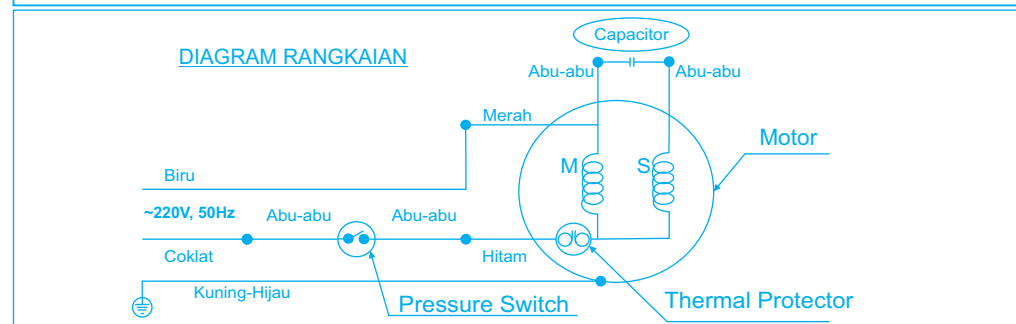 Capacitor
DIAGRAM RANGKAIAN
Abu-abu
Abu-abu
Merah
Motor
M
S
Biru
~220V, 50Hz
Abu-abu
Abu-abu
Coklat
Hitam
Kuning-Hijau
Pressure Switch
Thermal Protector